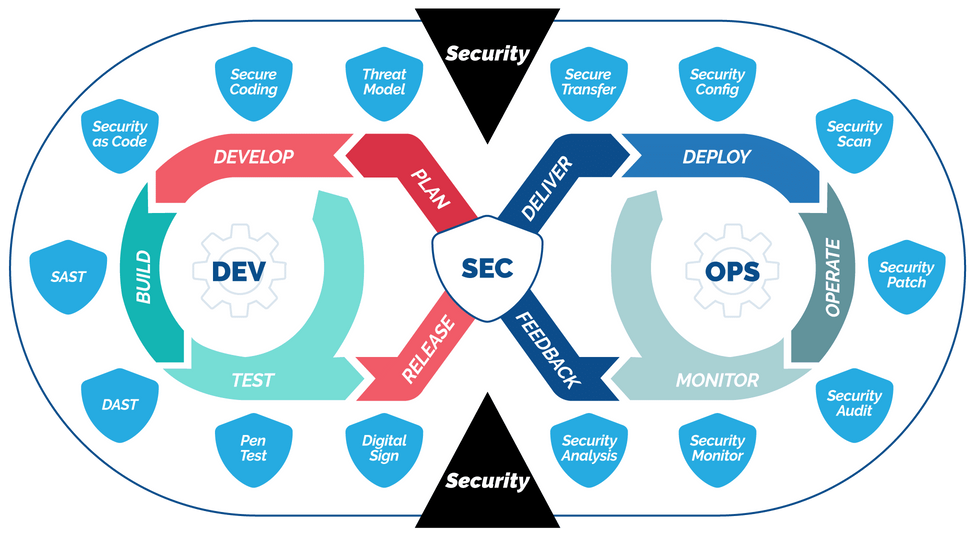 Security
Secure
Coding
Threat
Model
Secure
Transfer
Security
Config
Security
as Code
Security
Scan
DEVELOP
PLAN
DELIVER
DEPLOY
BUILD
DEV
SEC
OPS
OPERATE
SAST
Security
Patch
TEST
RELEASE
FEEDBACK
MONITOR
DAST
Security
Audit
Pen
Test
Digital
Sign
Security
Analysis
Security
Monitor
Security